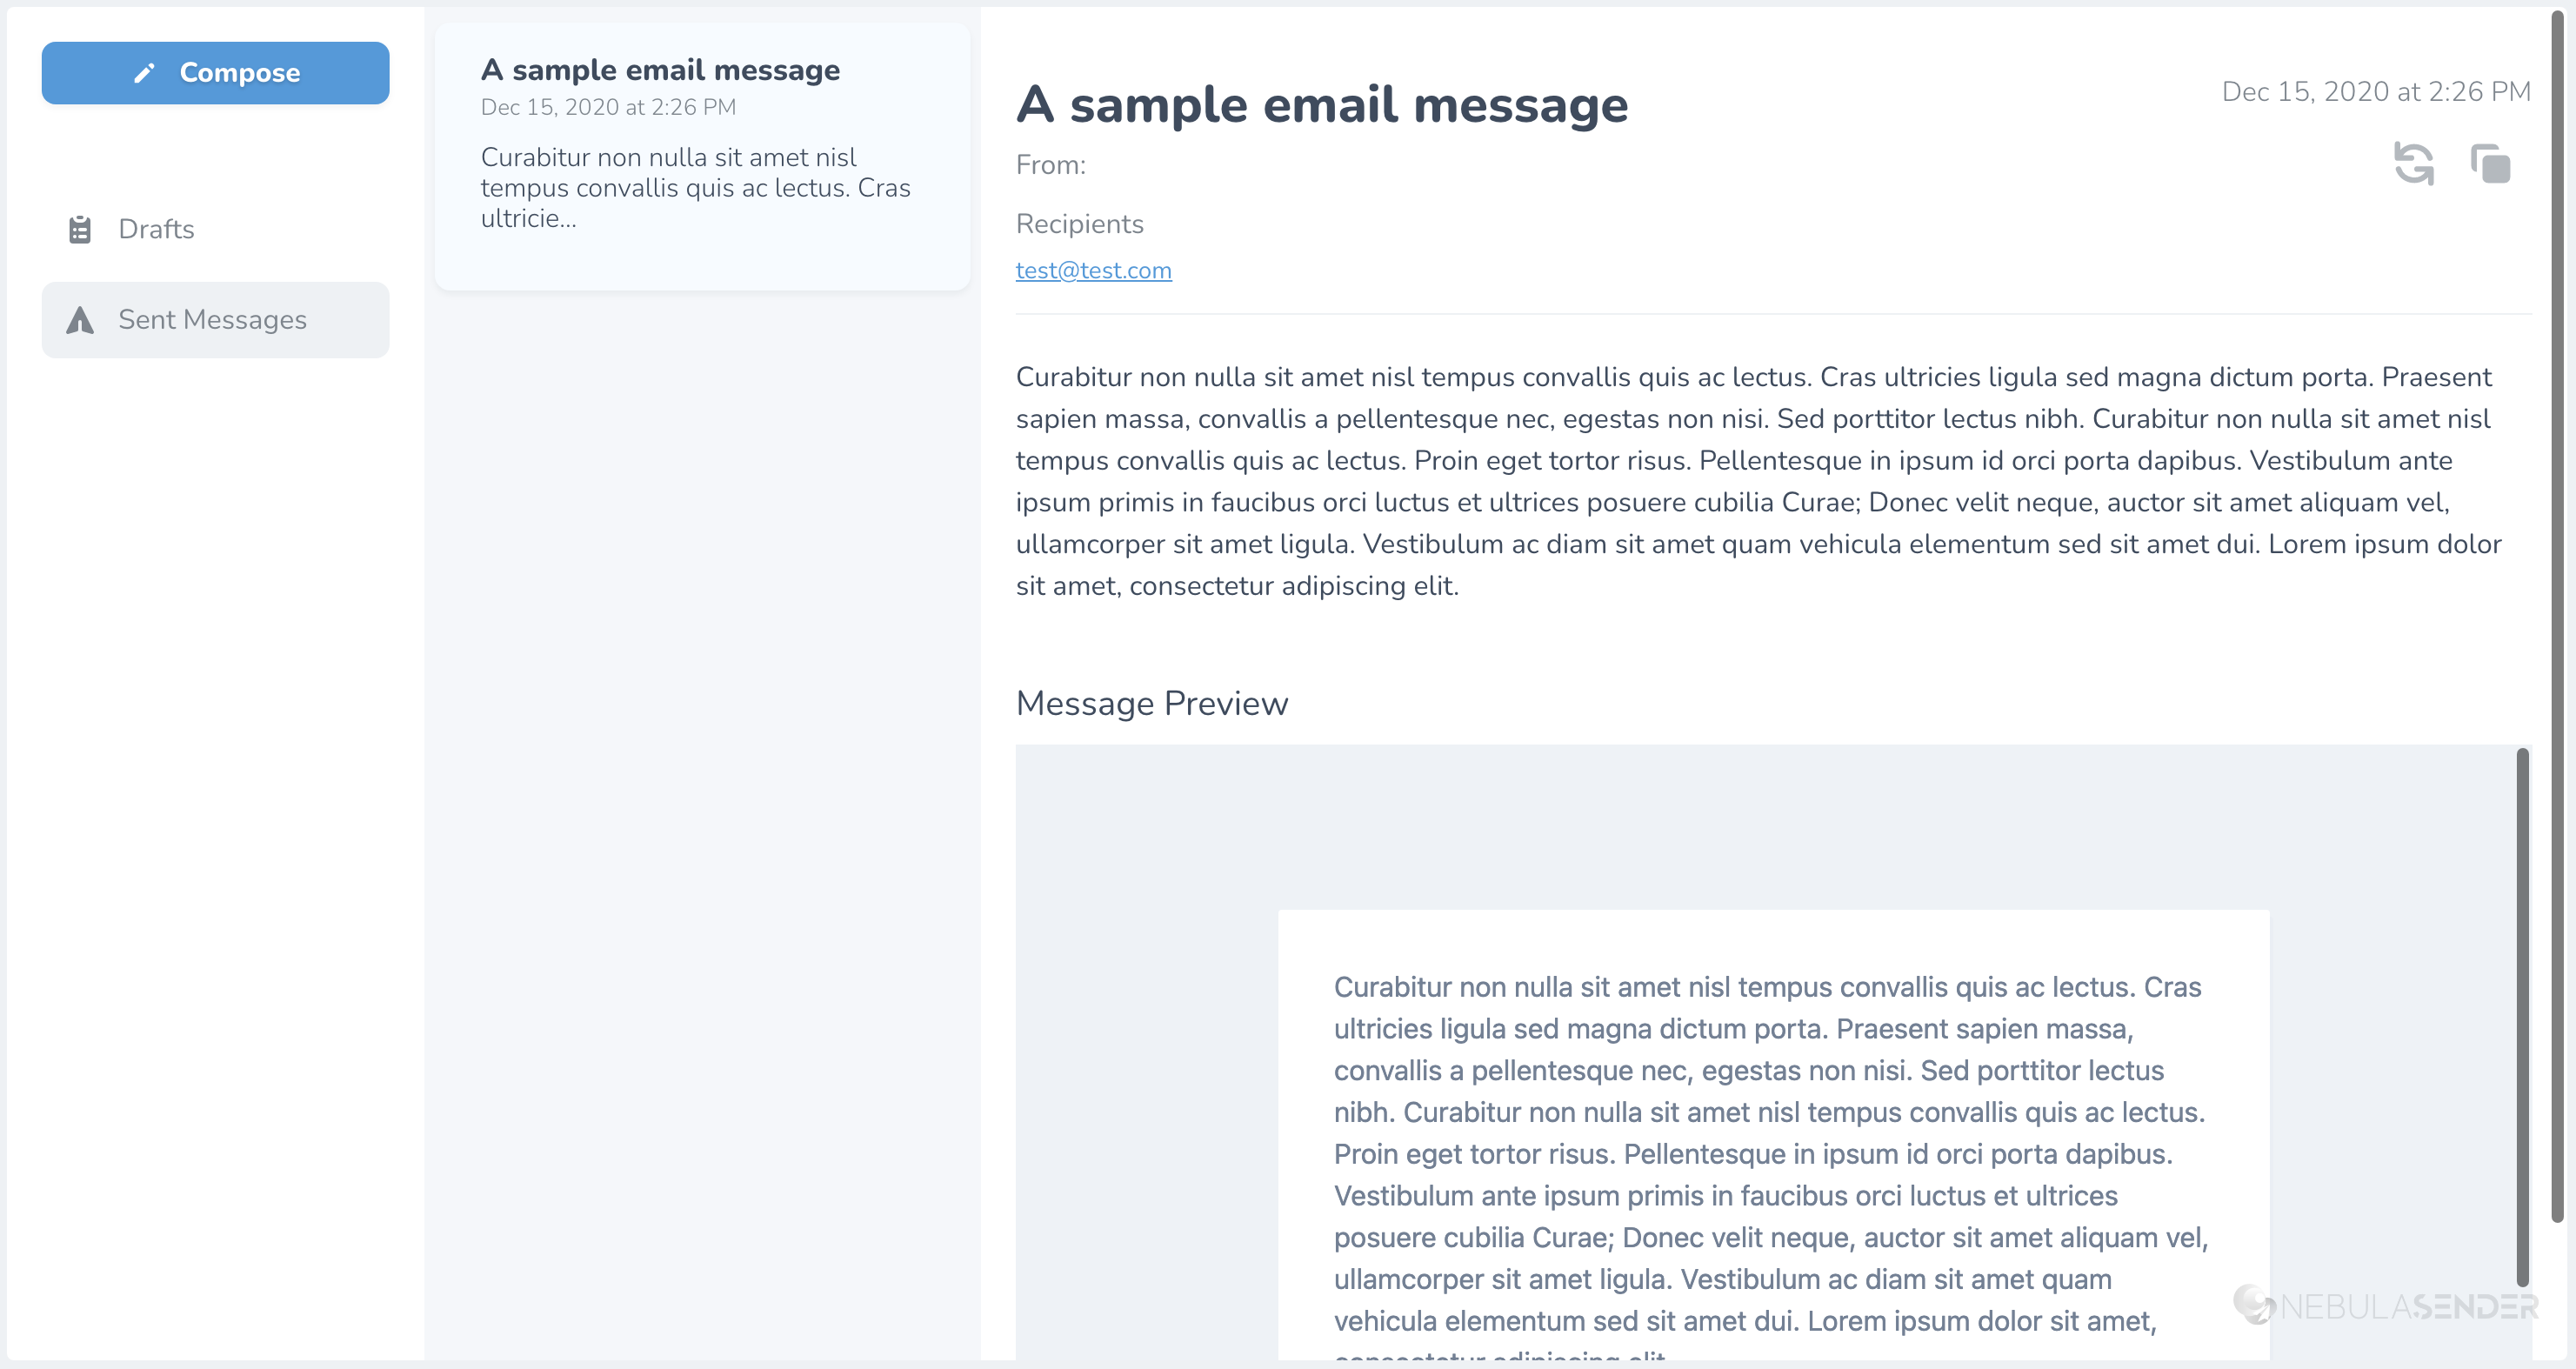 Compose
Drafts
Sent Messages
A sample email message
Dec 15, 2020 at 2:26 PM
Curabitur non nulla sit amet nisl
tempus convallis quis ac lectus. Cras
ultricie...
A sample email message
Dec 15, 2020 at 2:26 PM
From:
Recipients
test@test.com
Curabitur non nulla sit amet nisl tempus convallis quis ac lectus. Cras ultricies ligula sed magna dictum porta. Praesent
sapien massa, convallis a pellentesque nec, egestas non nisi. Sed porttitor lectus nibh. Curabitur non nulla sit amet nisl
tempus convallis quis ac lectus. Proin eget tortor risus. Pellentesque in ipsum id orci porta dapibus. Vestibulum ante
ipsum primis in faucibus orci luctus et ultrices posuere cubilia Curae; Donec velit neque, auctor sit amet aliquam vel,
ullamcorper sit amet ligula. Vestibulum ac diam sit amet quam vehicula elementum sed sit amet dui. Lorem ipsum dolor
sit amet, consectetur adipiscing elit.
Message Preview
Curabitur non nulla sit amet nisl tempus convallis quis ac lectus. Cras
ultricies ligula sed magna dictum porta. Praesent sapien massa,
convallis a pellentesque nec, egestas non nisi. Sed porttitor lectus
nibh. Curabitur non nulla sit amet nisl tempus convallis quis ac lectus.
Proin eget tortor risus. Pellentesque in ipsum id orci porta dapibus.
Vestibulum ante ipsum primis in faucibus orci luctus et ultrices
posuere cubilia Curae; Donec velit neque, auctor sit amet aliquam vel,
ullamcorper sit amet ligula. Vestibulum ac diam sit amet quam
vehicula elementum sed sit amet dui. Lorem ipsum dolor sit amet,
consectetur adipiscing elit
NEBULASENDER